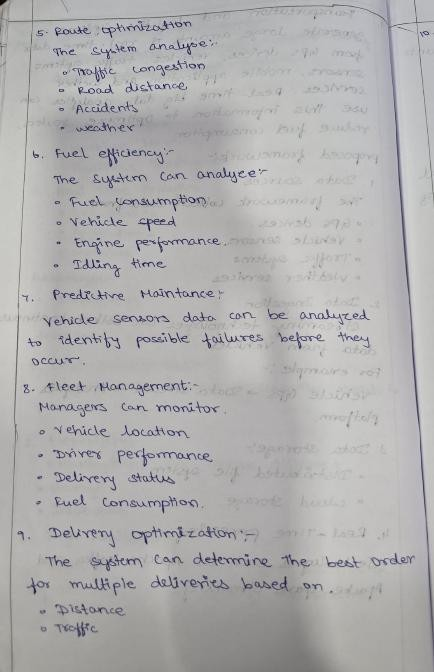 5. Route optimization
The System analyse:-
• Traffic congestion
• Road distance
• Accidents
• weather
6. Fuel efficiency:-
The System Can analyze:-
• Fuel consumption
• Vehicle speed
• Engine performance.
• Idling time
7. Predictive Maintance:-
Vehicle sensors data can be analyzed
to identify possible failures before they
occur.
8. Fleet Management:-
Managers Can monitor.
• Vehicle location
• Driver performance
• Delivery status
• Fuel Consumption.
9. Delivery optimization:-
The System Can determine The best order
for multiple deliveries based on.
• Distance
• Traffic
10.